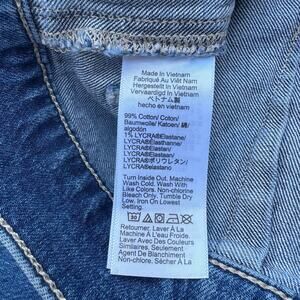 Made In Vietnam
Fabriqué Au Viêt Nam
Hergestellt In Vietnam
Vervaardigd In Vietnam
ベトナム製
hecho en vietnam
99% Cotton/ Coton/
Baumwolle/ Katoen/ 綿/
algodón
1% LYCRA®Elastane/
LYCRA®Élasthanne/
LYCRA®Elastan/
LYCRA®Elastaan/
LYCRA®ポリウレタン/
LYCRA®elastano
Turn Inside Out. Machine
Wash Cold. Wash With
Like Colors. Non-chlorine
Bleach Only. Tumble Dry
Low. Iron On Lowest
Setting.
Retourner, Laver À La
Machine À L'eau Froide.
Laver Avec Des Couleurs
Similaires. Seulement
Agent De Blanchiment
Non-chloré. Sécher À La